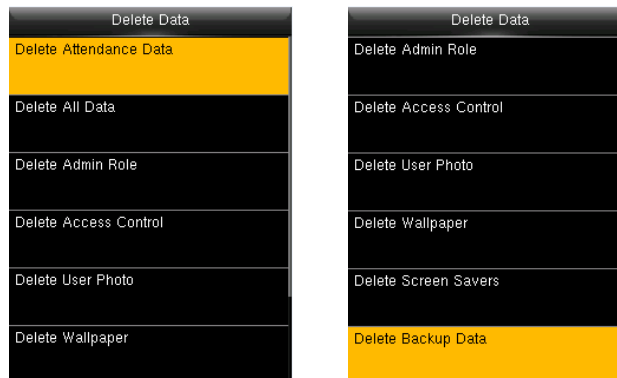 Delete Data
Delete Attendance Data
Delete All Data
Delete Admin Role
Delete Access Control
Delete User Photo
Delete Wallpaper
Delete Data
Delete Admin Role
Delete Access Control
Delete User Photo
Delete Wallpaper
Delete Screen Savers
Delete Backup Data